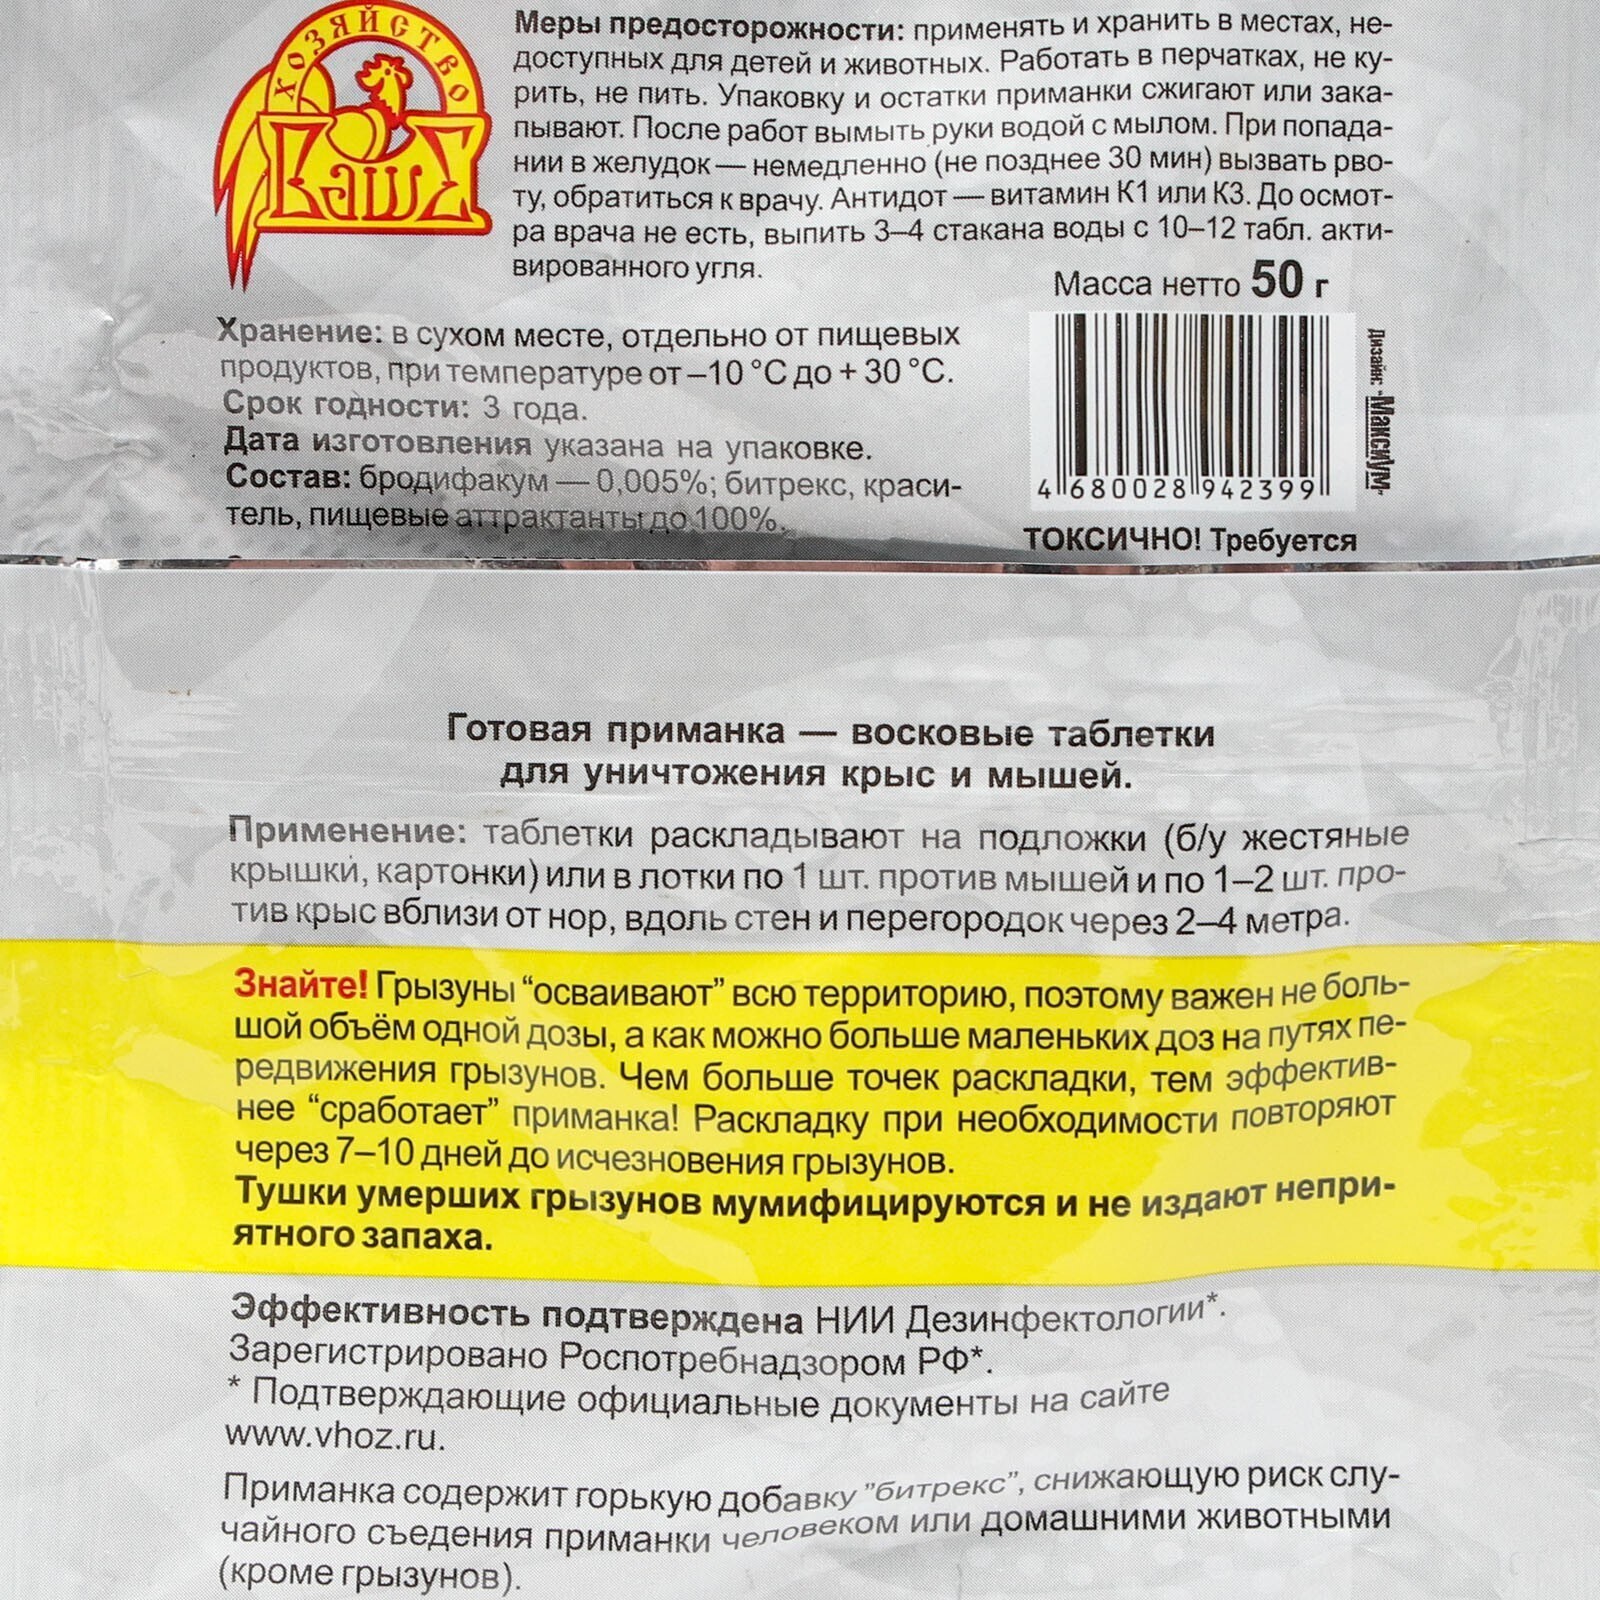 ХОЗЯЙСТВО
ВАШЕ
Меры предосторожности: применять и хранить в местах, не-
доступных для детей и животных. Работать в перчатках, не ку-
рить, не пить. Упаковку и остатки приманки сжигают или зака-
пывают. После работ вымыть руки водой с мылом. При попада-
нии в желудок — немедленно (не позднее 30 мин) вызвать рво-
ту, обратиться к врачу. Антидот — витамин К1 или К3. До осмот-
ра врача не есть, выпить 3–4 стакана воды с 10–12 табл. акти-
вированного угля.
Масса нетто 50 г
Хранение: в сухом месте, отдельно от пищевых
продуктов, при температуре от –10 °С до + 30 °С.
Срок годности: 3 года.
Дата изготовления указана на упаковке.
Состав: бродифакум — 0,005%; битрекс, краси-
тель, пищевые аттрактанты до 100%.
Дизайн: "МаксиУМ"
4 680028 942399
ТОКСИЧНО! Требуется
Готовая приманка — восковые таблетки
для уничтожения крыс и мышей.
Применение: таблетки раскладывают на подложки (б/у жестяные
крышки, картонки) или в лотки по 1 шт. против мышей и по 1–2 шт. про-
тив крыс вблизи от нор, вдоль стен и перегородок через 2–4 метра.
Знайте! Грызуны “осваивают” всю территорию, поэтому важен не боль-
шой объём одной дозы, а как можно больше маленьких доз на путях пе-
редвижения грызунов. Чем больше точек раскладки, тем эффектив-
нее “сработает” приманка! Раскладку при необходимости повторяют
через 7–10 дней до исчезновения грызунов.
Тушки умерших грызунов мумифицируются и не издают непри-
ятного запаха.
Эффективность подтверждена НИИ Дезинфектологии*.
Зарегистрировано Роспотребнадзором РФ*.
* Подтверждающие официальные документы на сайте
www.vhoz.ru.
Приманка содержит горькую добавку ”битрекс”, снижающую риск слу-
чайного съедения приманки человеком или домашними животными
(кроме грызунов).